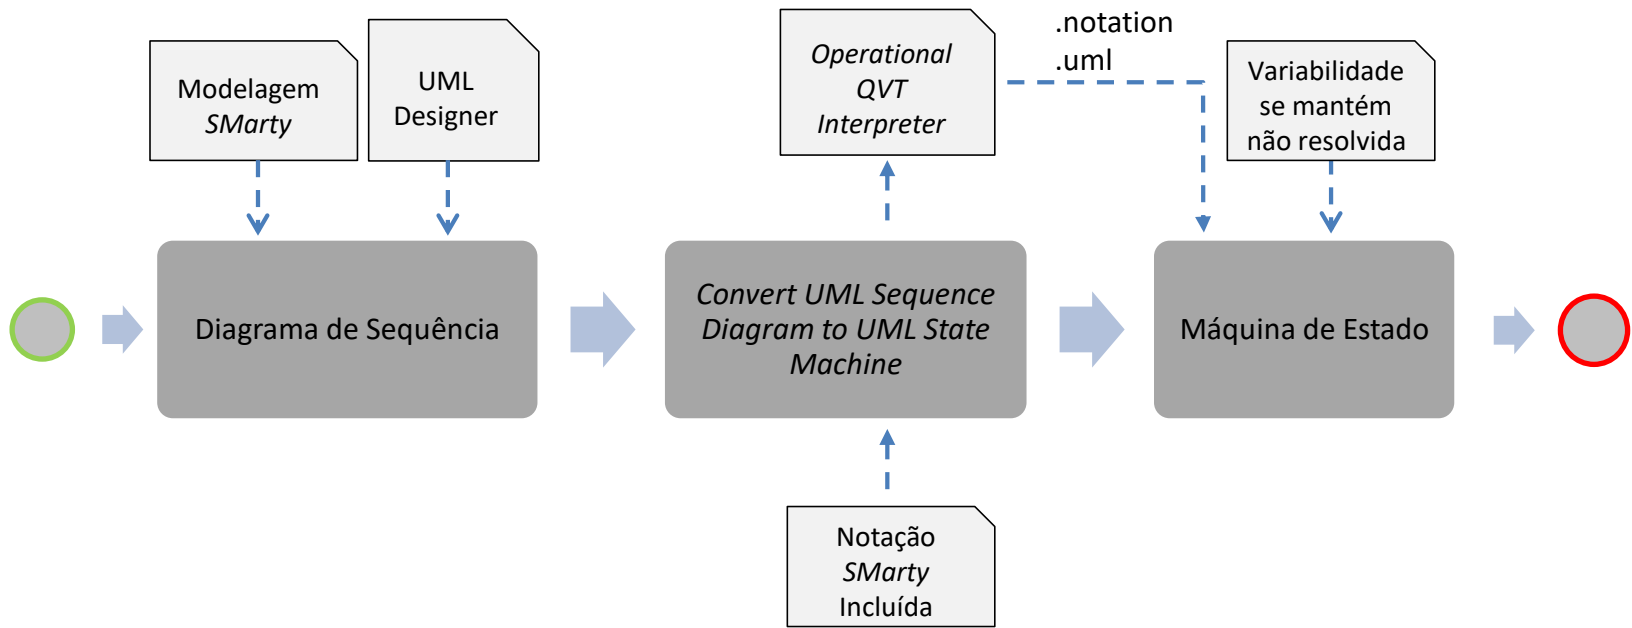 Modelagem
SMarty
UML
Designer
Operational
QVT
Interpreter
.notation
.uml
Variabilidade
se mantém
não resolvida
Diagrama de Sequência
Convert UML Sequence
Diagram to UML State
Machine
Máquina de Estado
Notação
SMarty
Incluída